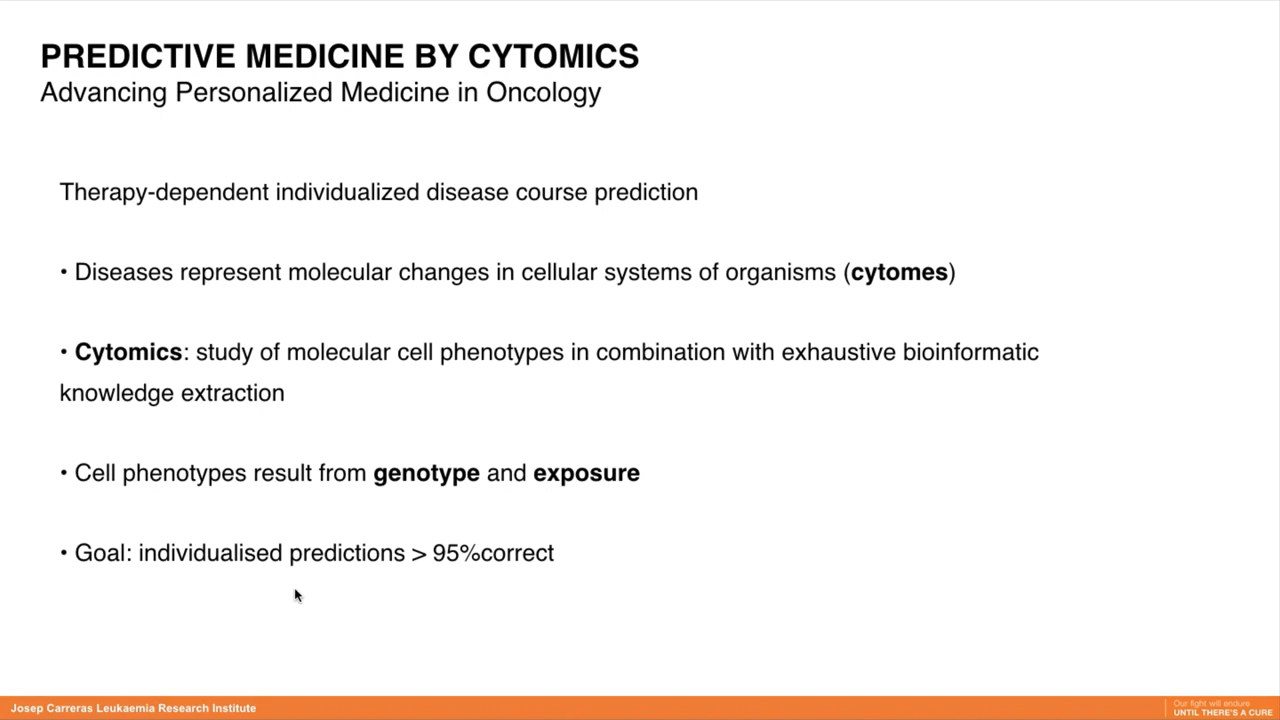 PREDICTIVE MEDICINE BY CYTOMICS
Advancing Personalized Medicine in Oncology
Therapy-dependent individualized disease course prediction
• Diseases represent molecular changes in cellular systems of organisms (cytomes)
• Cytomics: study of molecular cell phenotypes in combination with exhaustive bioinformatic
knowledge extraction
• Cell phenotypes result from genotype and exposure
• Goal: individualised predictions > 95%correct
Josep Carreras Leukaemia Research Institute
Our fight will endure
UNTIL THERE'S A CURE